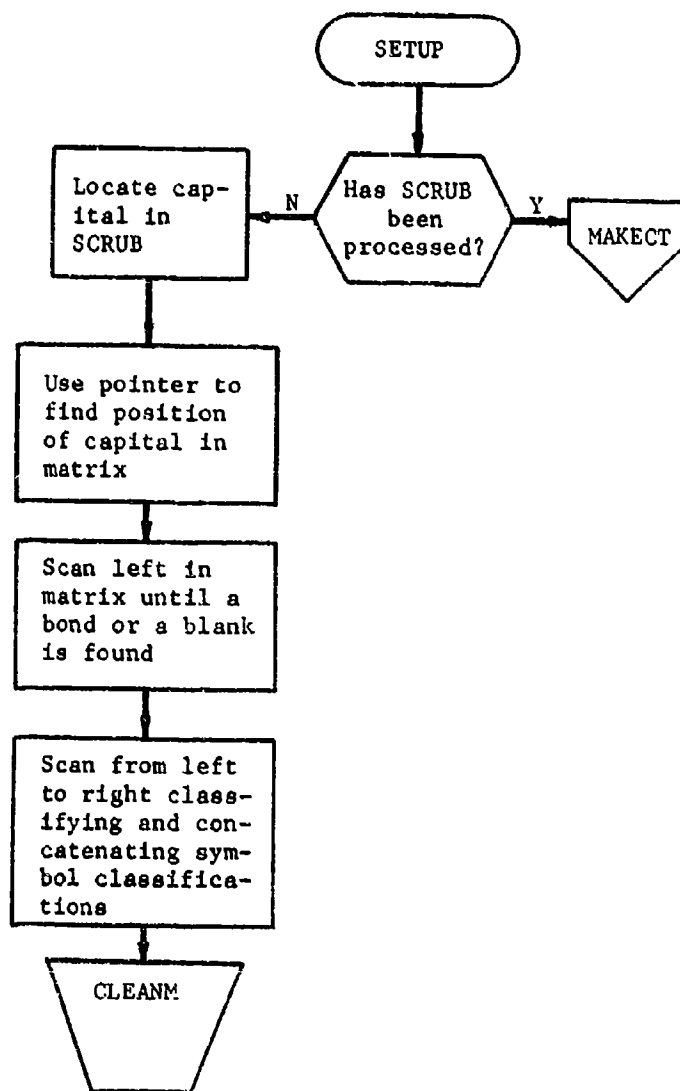 SETUP
Has SCRUB
been
processed?
N
Y
MAKECT
Locate cap-
ital in
SCRUB
Use pointer to
find position
of capital in
matrix
Scan left in
matrix until a
bond or a blank
is found
Scan from left
to right class-
ifying and con-
catenating sym-
bol classifica-
tions
CLEANM